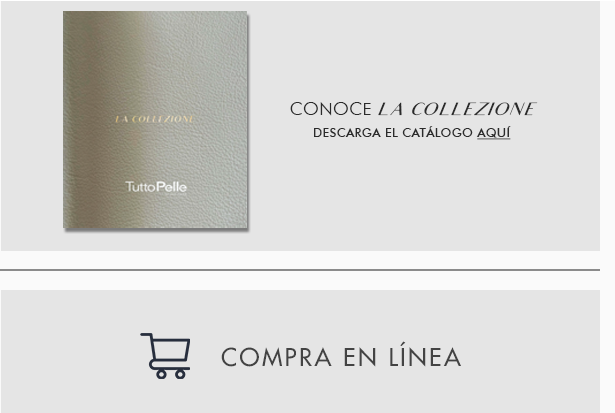 LA COLLEZIONE
TuttoPelle
CONOCE LA COLLEZIONE
DESCARGA EL CATÁLOGO AQUÍ
COMPRA EN LÍNEA